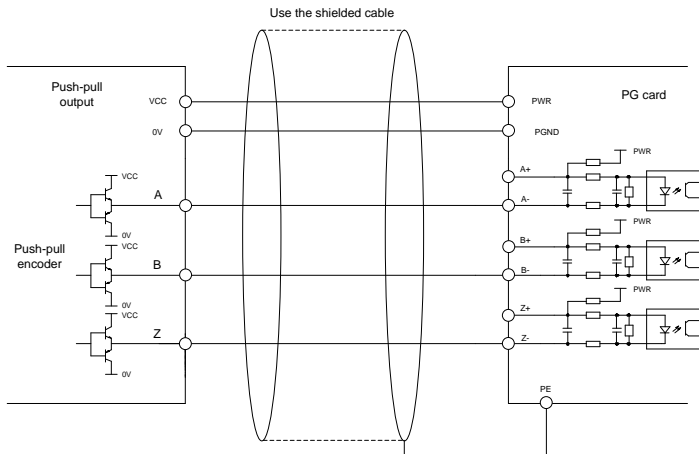 Use the shielded cable
Push-pull
output
VCC
PWR
PG card
0V
PGND
VCC
A
0V
A+
PWR
A-
Push-pull
encoder
VCC
B
0V
B+
PWR
B-
VCC
Z
0V
Z+
PWR
Z-
PE